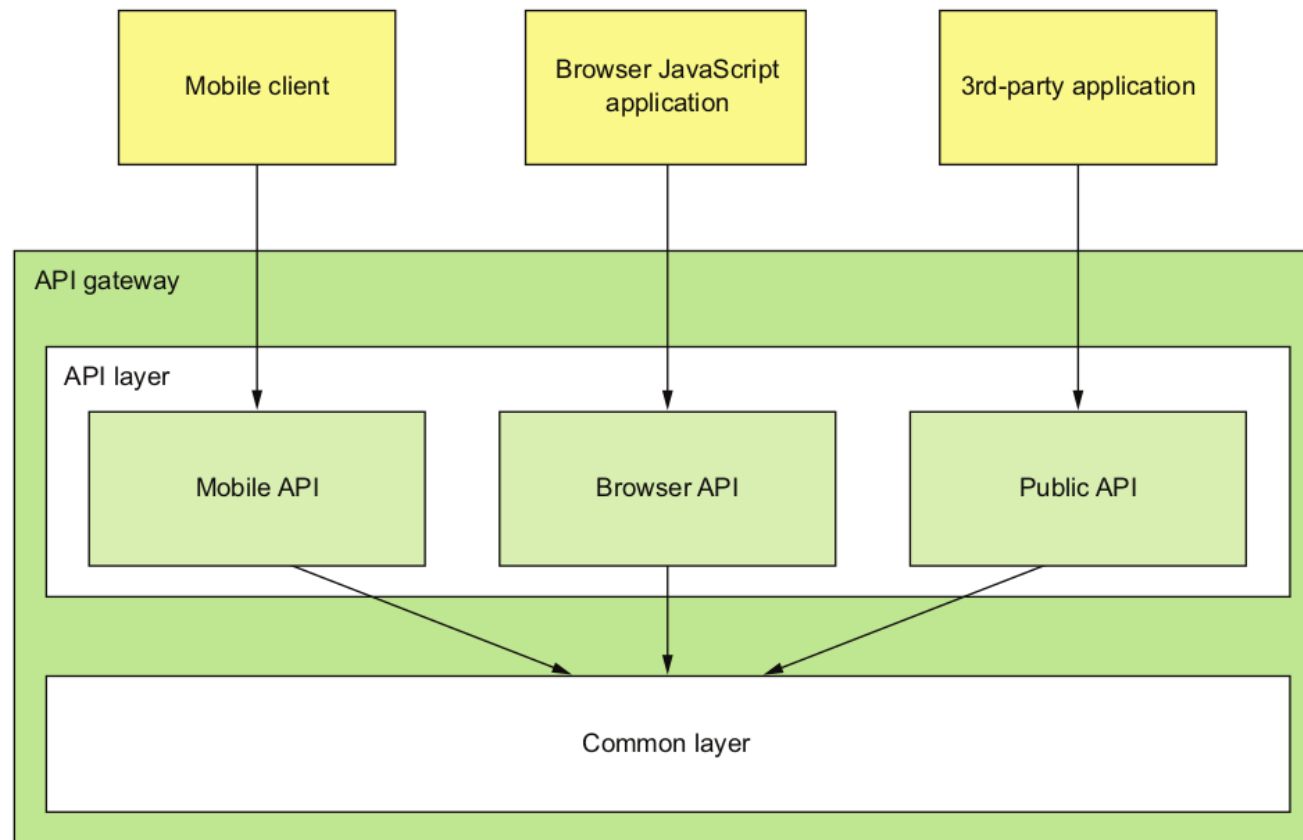 Mobile client
Browser JavaScript
application
3rd-party application
API gateway
API layer
Mobile API
Browser API
Public API
Common layer